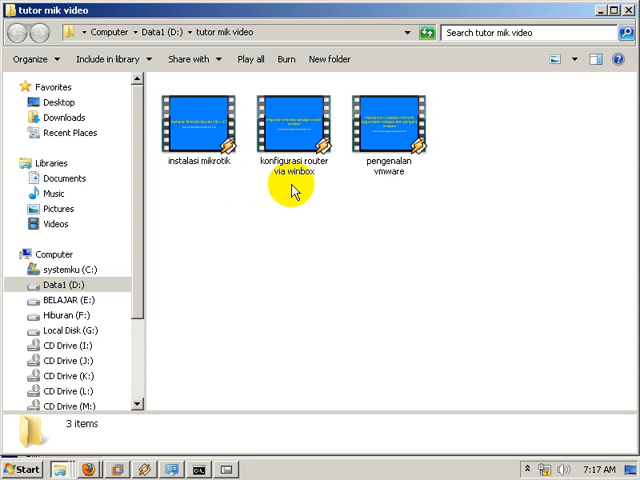 tutor mik video
Computer ▸ Data1 (D:) ▸ tutor mik video
Search tutor mik video
Organize Include in library Share with Play all Burn New folder
Favorites
Desktop
Downloads
Recent Places
Libraries
Documents
Music
Pictures
Videos
Computer
systemku (C:)
Data1 (D:)
BELAJAR (E:)
Hiburan (F:)
Local Disk (G:)
CD Drive (I:)
CD Drive (J:)
CD Drive (K:)
CD Drive (L:)
CD Drive (M:)
instalasi mikrotik
konfigurasi router
via winbox
pengenalan
vmware
3 items
Start
7:17 AM